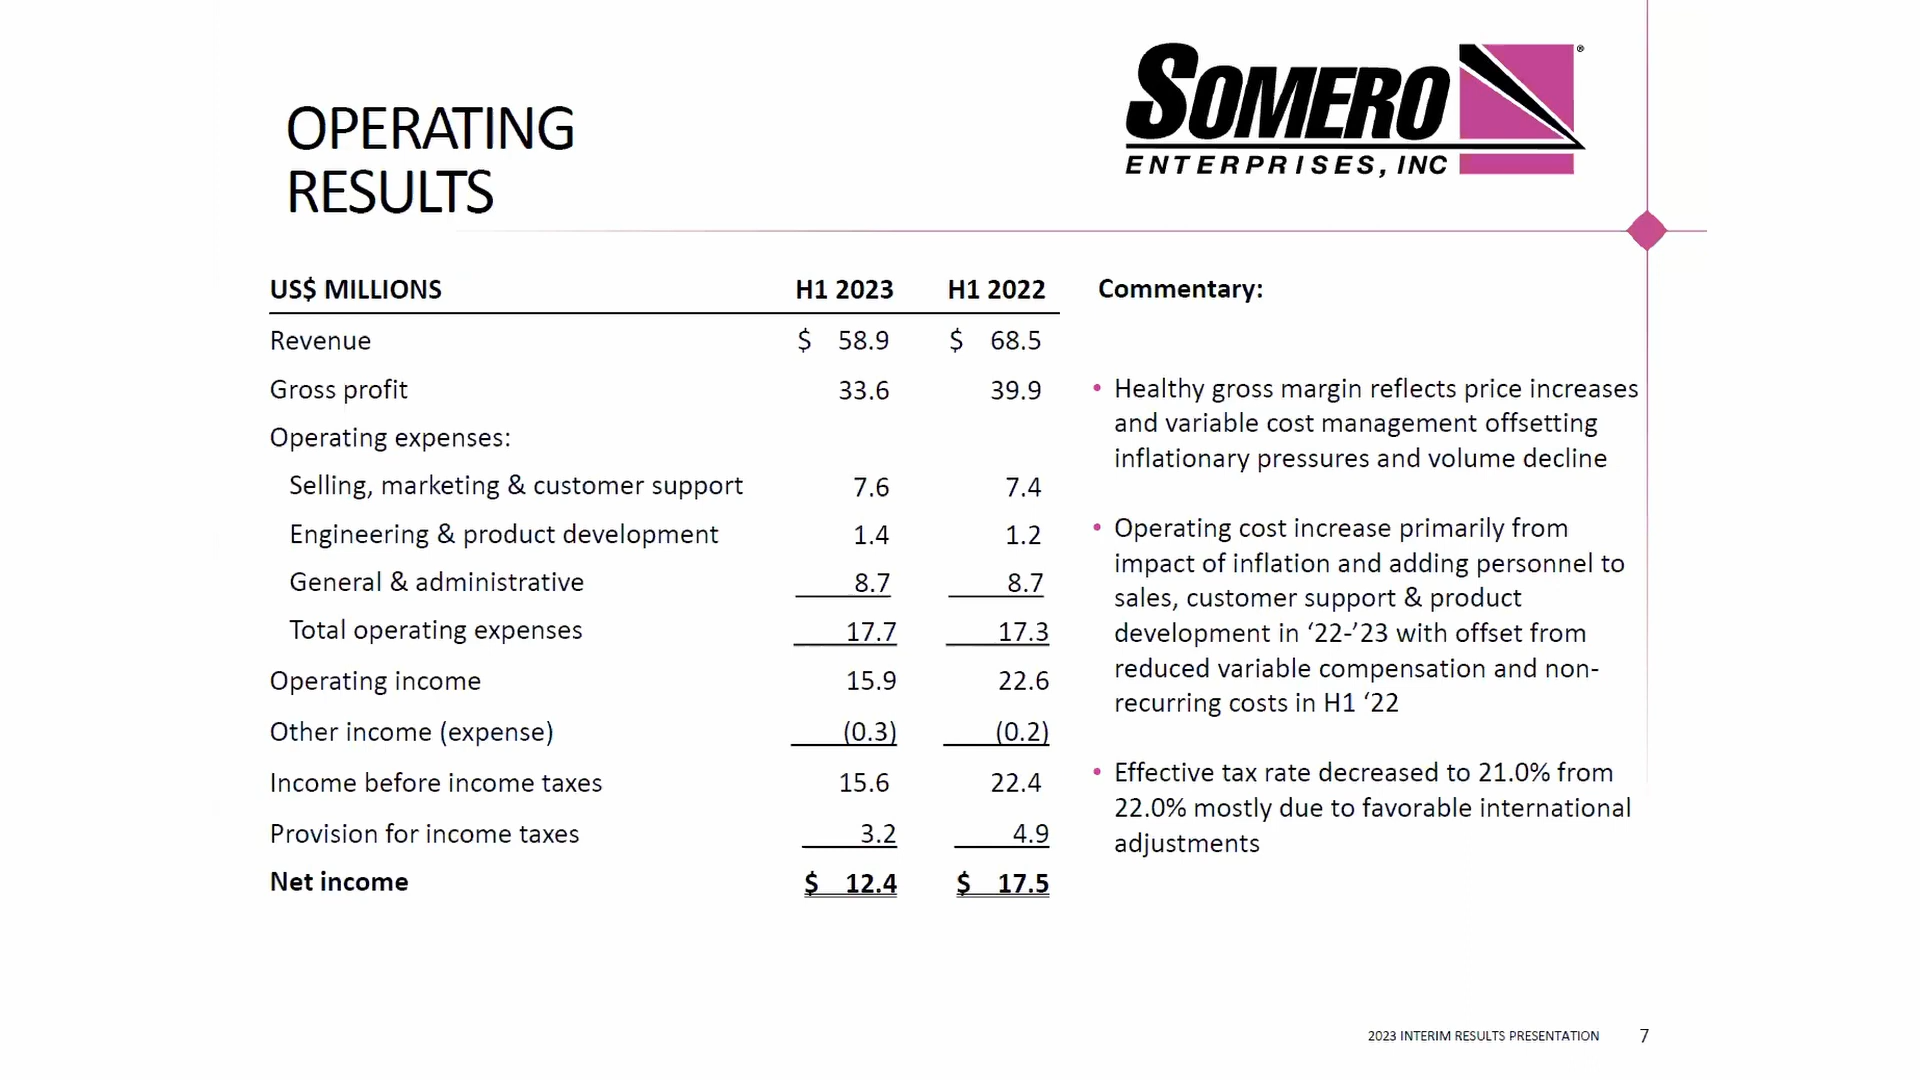 SOMERO
ENTERPRISES, INC
®
OPERATING
RESULTS
US$ MILLIONS H1 2023 H1 2022
Revenue $ 58.9 $ 68.5
Gross profit 33.6 39.9
Operating expenses:
Selling, marketing & customer support 7.6 7.4
Engineering & product development 1.4 1.2
General & administrative 8.7 8.7
Total operating expenses 17.7 17.3
Operating income 15.9 22.6
Other income (expense) (0.3) (0.2)
Income before income taxes 15.6 22.4
Provision for income taxes 3.2 4.9
Net income $ 12.4 $ 17.5
Commentary:
• Healthy gross margin reflects price increases
and variable cost management offsetting
inflationary pressures and volume decline
• Operating cost increase primarily from
impact of inflation and adding personnel to
sales, customer support & product
development in ‘22-’23 with offset from
reduced variable compensation and non-
recurring costs in H1 ‘22
• Effective tax rate decreased to 21.0% from
22.0% mostly due to favorable international
adjustments
2023 INTERIM RESULTS PRESENTATION 7